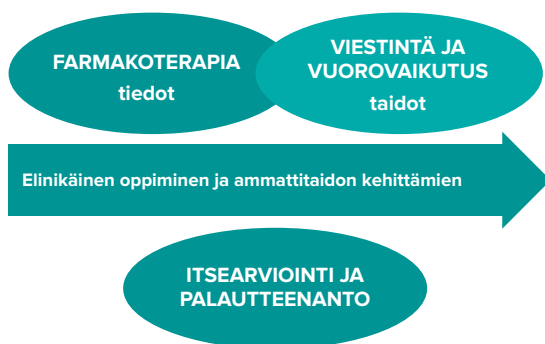 FARMAKOTERAPIA
tiedot
VIESTINTÄ JA
VUOROVAIKUTUS
taidot
Elinikäinen oppiminen ja ammattitaidon kehittämien
ITSEARVIOINTI JA
PALAUTTEENANTO